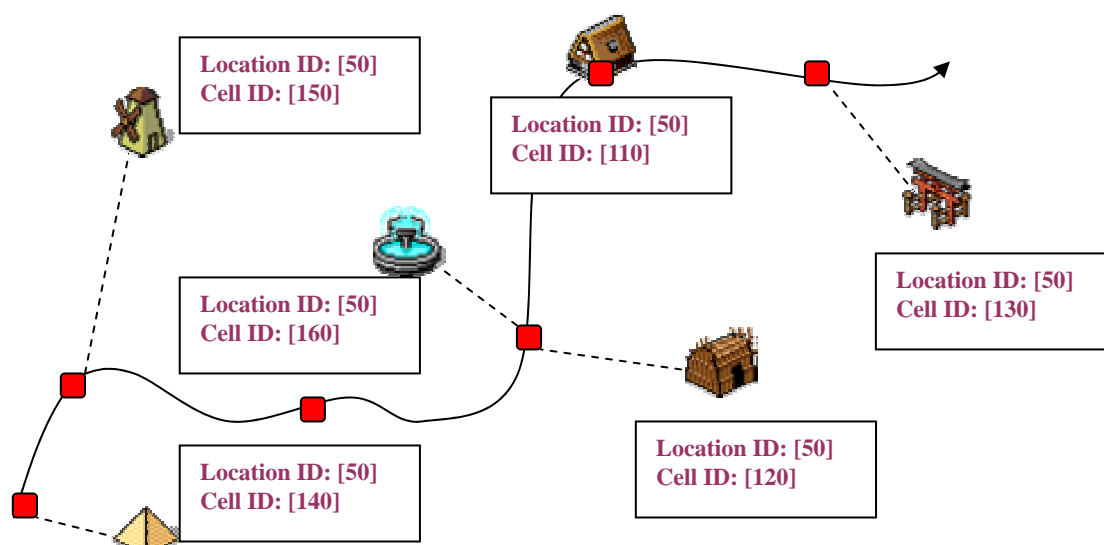 Location ID: [50]
Cell ID: [150]
Location ID: [50]
Cell ID: [110]
Location ID: [50]
Cell ID: [160]
Location ID: [50]
Cell ID: [130]
Location ID: [50]
Cell ID: [140]
Location ID: [50]
Cell ID: [120]